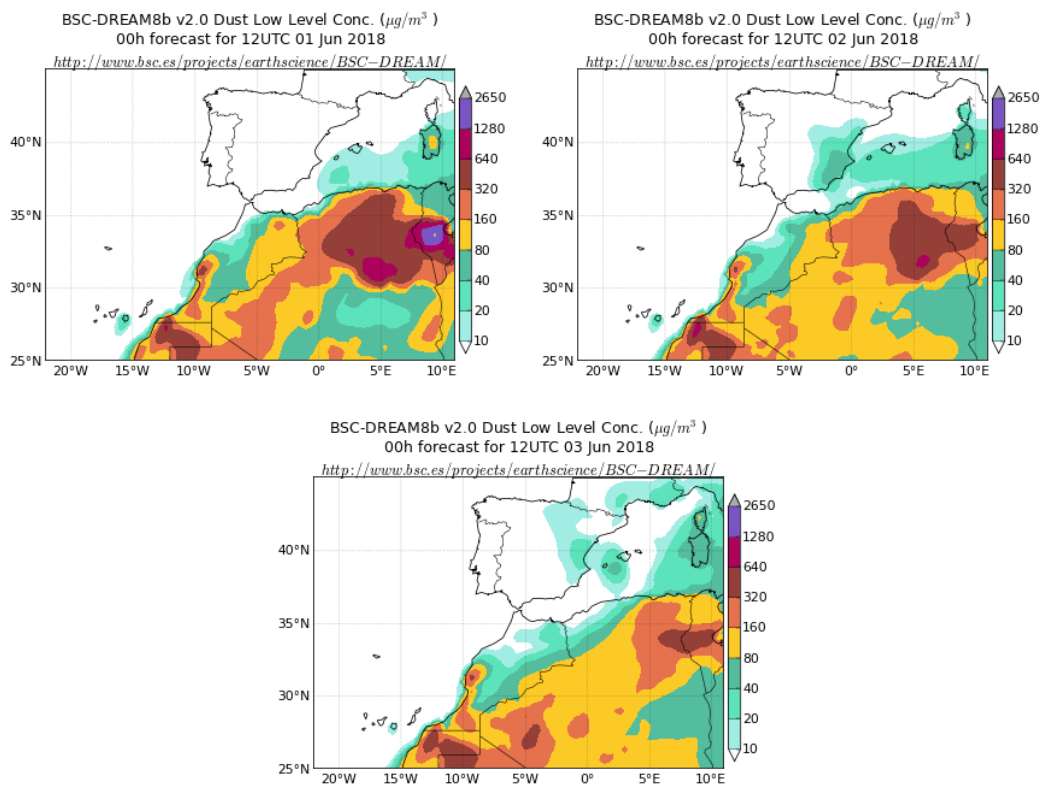 BSC-DREAM8b v2.0 Dust Low Level Conc. (μg/m³ )
00h forecast for 12UTC 01 Jun 2018
http://www.bsc.es/projects/earthscience/BSC−DREAM/
40°N
35°N
30°N
25°N
20°W
15°W
10°W
5°W
0°
5°E
10°E
2650
1280
640
320
160
80
40
20
10
BSC-DREAM8b v2.0 Dust Low Level Conc. (μg/m³ )
00h forecast for 12UTC 02 Jun 2018
http://www.bsc.es/projects/earthscience/BSC−DREAM/
40°N
35°N
30°N
25°N
20°W
15°W
10°W
5°W
0°
5°E
10°E
2650
1280
640
320
160
80
40
20
10
BSC-DREAM8b v2.0 Dust Low Level Conc. (μg/m³ )
00h forecast for 12UTC 03 Jun 2018
http://www.bsc.es/projects/earthscience/BSC−DREAM/
40°N
35°N
30°N
25°N
20°W
15°W
10°W
5°W
0°
5°E
10°E
2650
1280
640
320
160
80
40
20
10